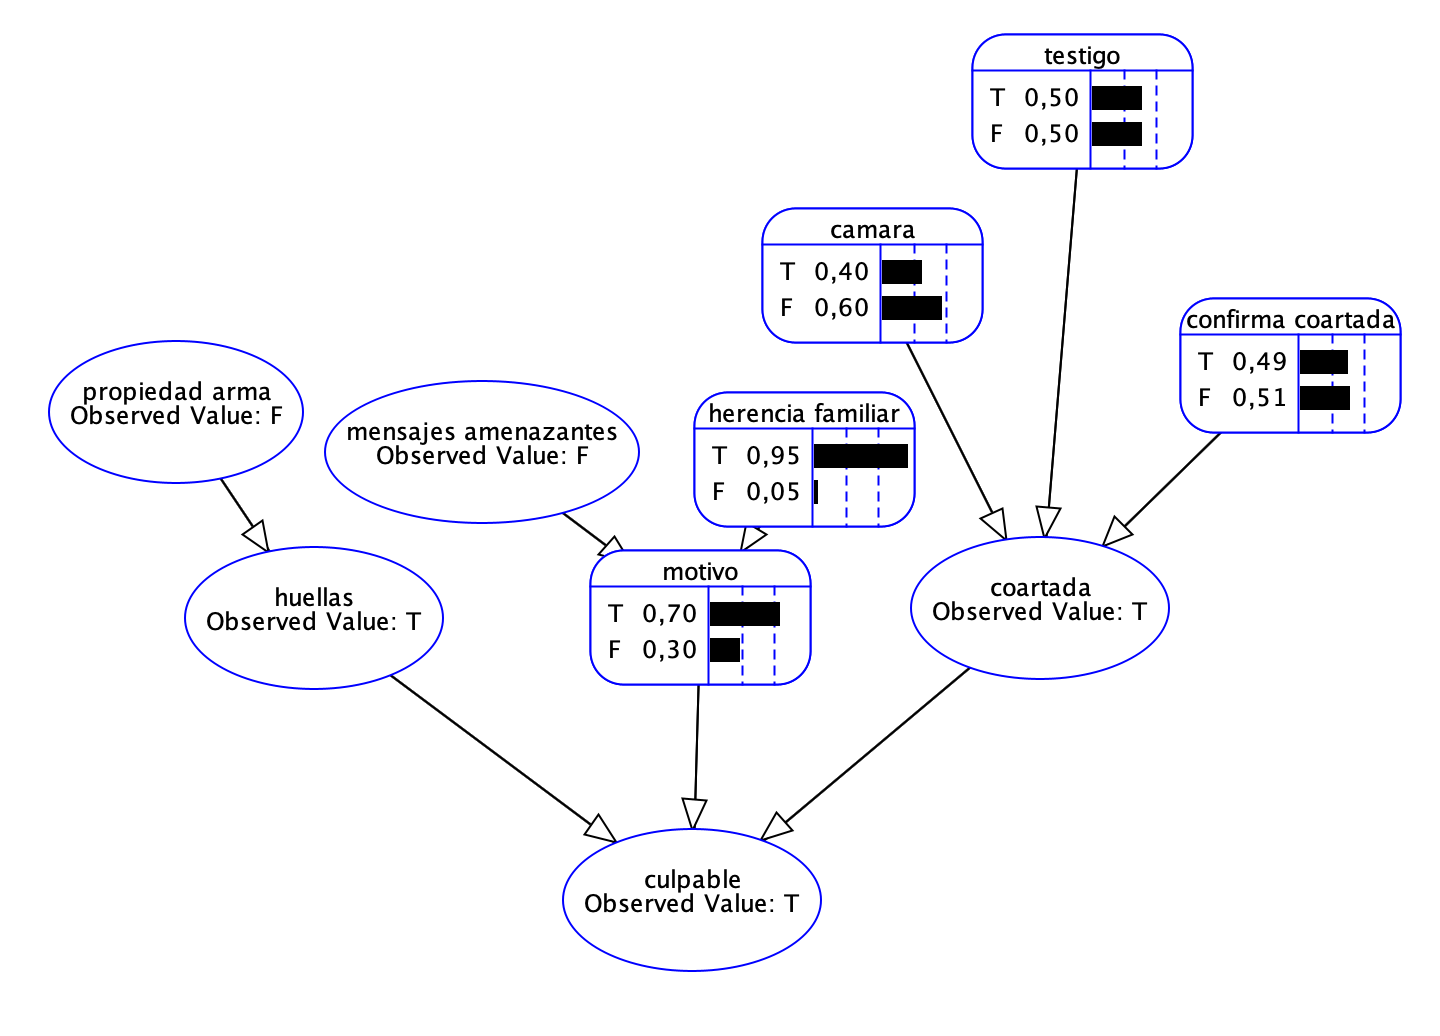 testigo
T 0,50
F 0,50
camara
T 0,40
F 0,60
confirma coartada
T 0,49
F 0,51
propiedad arma
Observed Value: F
mensajes amenazantes
Observed Value: F
herencia familiar
T 0,95
F 0,05
huellas
Observed Value: T
motivo
T 0,70
F 0,30
coartada
Observed Value: T
culpable
Observed Value: T